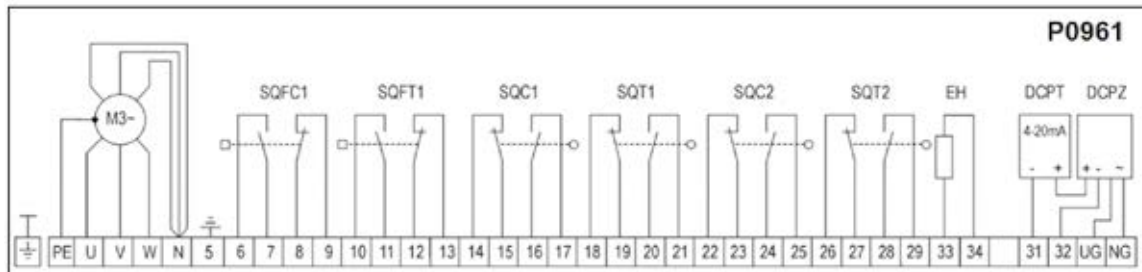 P0961
SQFC1 SQFT1 SQC1 SQT1 SQC2 SQT2 EH DCPT DCPZ
M3~ 4-20mA
- + + - ~
PE U V W N 5 6 7 8 9 10 11 12 13 14 15 16 17 18 19 20 21 22 23 24 25 26 27 28 29 33 34 31 32 UG NG